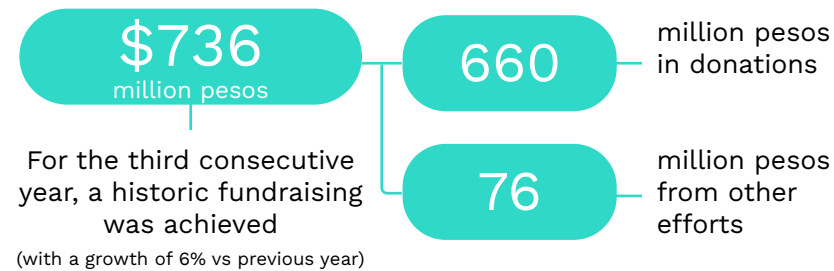 $736
million pesos
For the third consecutive
year, a historic fundraising
was achieved
(with a growth of 6% vs previous year)
660
million pesos
in donations
76
million pesos
from other
efforts